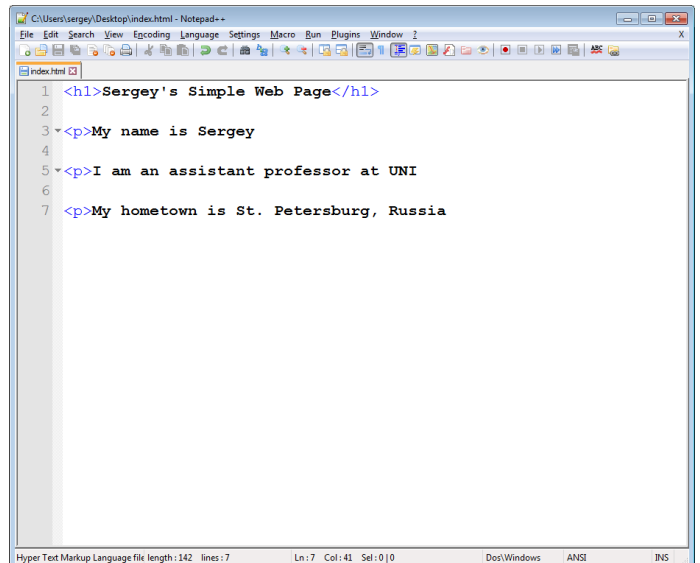 C:\Users\sergey\Desktop\index.html - Notepad++
File Edit Search View Encoding Language Settings Macro Run Plugins Window ? X
ABC
index.html
1 <h1>Sergey's Simple Web Page</h1>
2
3 <p>My name is Sergey
4
5 <p>I am an assistant professor at UNI
6
7 <p>My hometown is St. Petersburg, Russia
Hyper Text Markup Language file length : 142 lines : 7 Ln : 7 Col : 41 Sel : 0 | 0 Dos\Windows ANSI INS